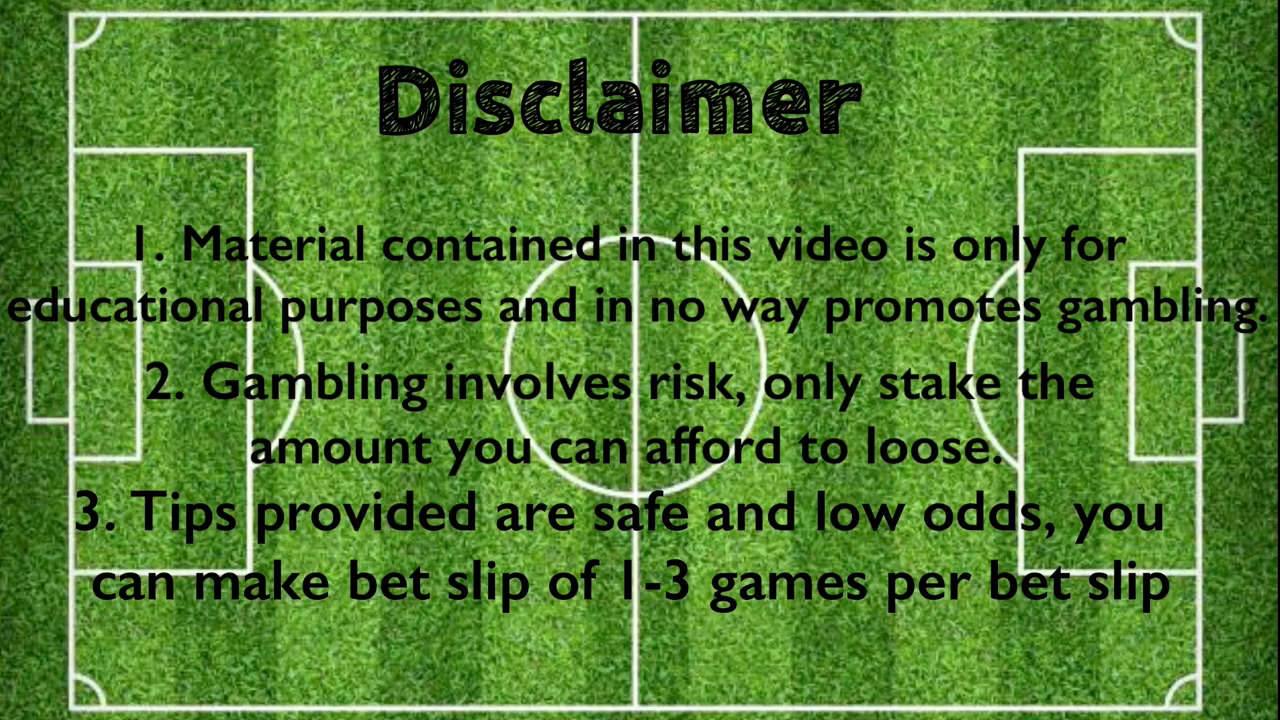 Disclaimer
1. Material contained in this video is only for
educational purposes and in no way promotes gambling.
2. Gambling involves risk, only stake the
amount you can afford to loose.
3. Tips provided are safe and low odds, you
can make bet slip of 1-3 games per bet slip